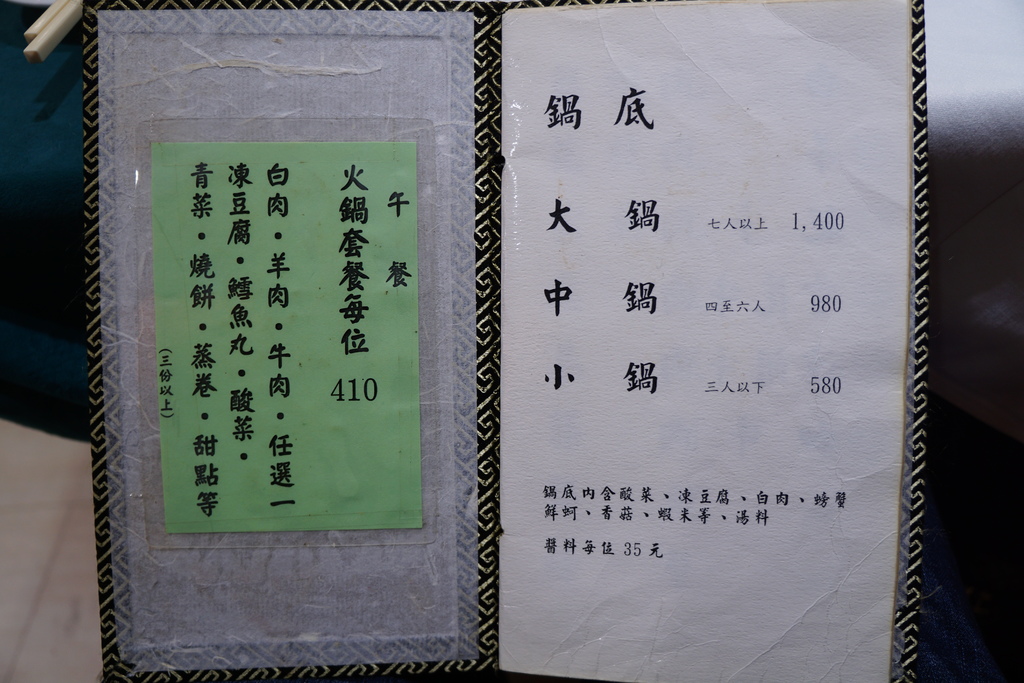 午餐
火鍋套餐每位 410
白肉·羊肉·牛肉·任選一
凍豆腐·鱈魚丸·酸菜·
青菜·燒餅·蒸卷·甜點等
(三份以上)
鍋底
大鍋 七人以上 1,400
中鍋 四至六人 980
小鍋 三人以下 580
鍋底內含酸菜、凍豆腐、白肉、螃蟹
鮮蚵、香菇、蝦米等、湯料
醬料每位 35 元